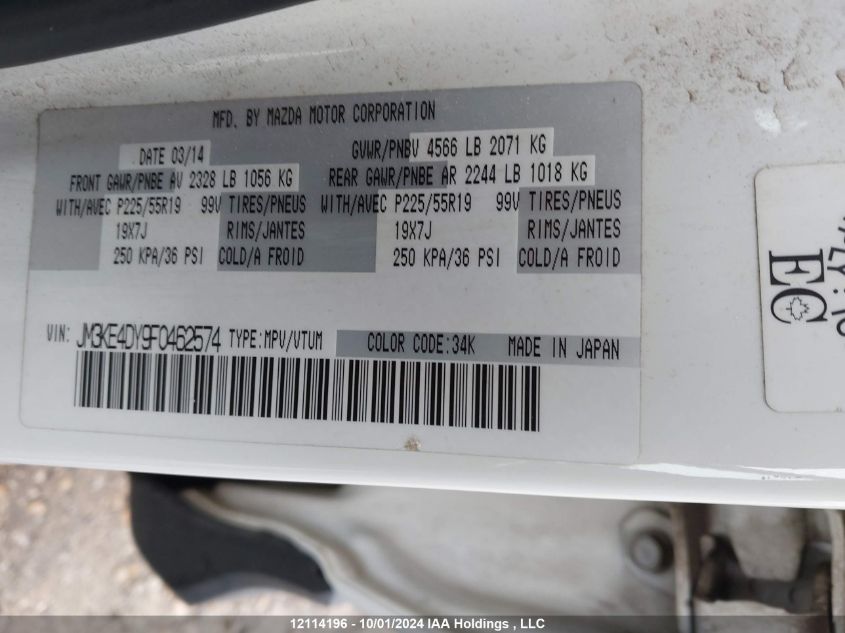 MFD. BY MAZDA MOTOR CORPORATION
DATE 03/14 GVWR/PNBV 4566 LB 2071 KG
FRONT GAWR/PNBE AV 2328 LB 1056 KG REAR GAWR/PNBE AR 2244 LB 1018 KG
WITH/AVEC P225/55R19 99V TIRES/PNEUS WITH/AVEC P225/55R19 99V TIRES/PNEUS
19X7J RIMS/JANTES 19X7J RIMS/JANTES
250 KPA/36 PSI COLD/A FROID 250 KPA/36 PSI COLD/A FROID
VIN: JM3KE4DY9F0462574 TYPE:MPV/VTUM COLOR CODE:34K MADE IN JAPAN
EC
12114196 - 10/01/2024 IAA Holdings , LLC